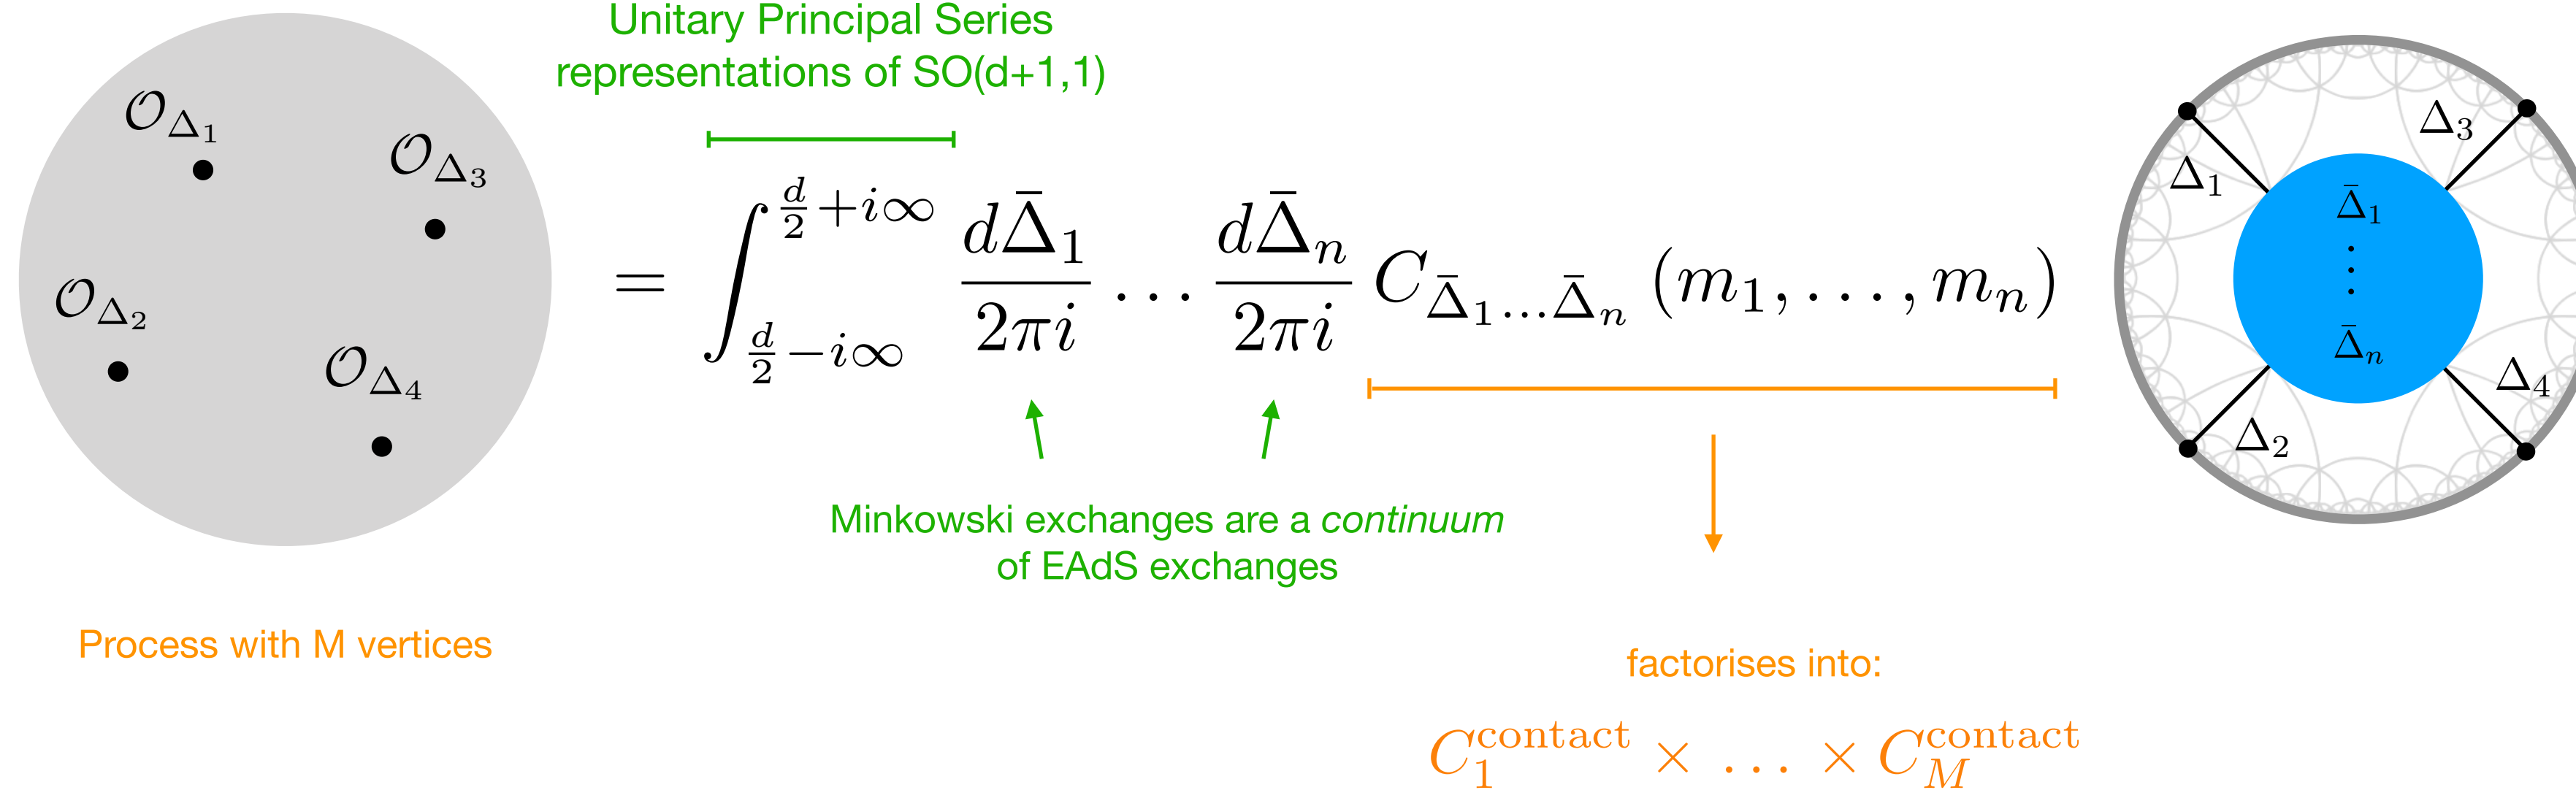 Unitary Principal Series
representations of SO(d+1,1)
𝒪_{Δ_1}
𝒪_{Δ_3}
𝒪_{Δ_2}
𝒪_{Δ_4}
= ∫_{d/2 − i∞}^{d/2 + i∞} dΔ̄_1/2πi … dΔ̄_n/2πi C_{Δ̄_1…Δ̄_n} (m_1, …, m_n)
Δ_1
Δ_3
Δ̄_1
⋮
Δ̄_n
Δ_2
Δ_4
Minkowski exchanges are a continuum
of EAdS exchanges
Process with M vertices
factorises into:
C_1^{contact} × … × C_M^{contact}